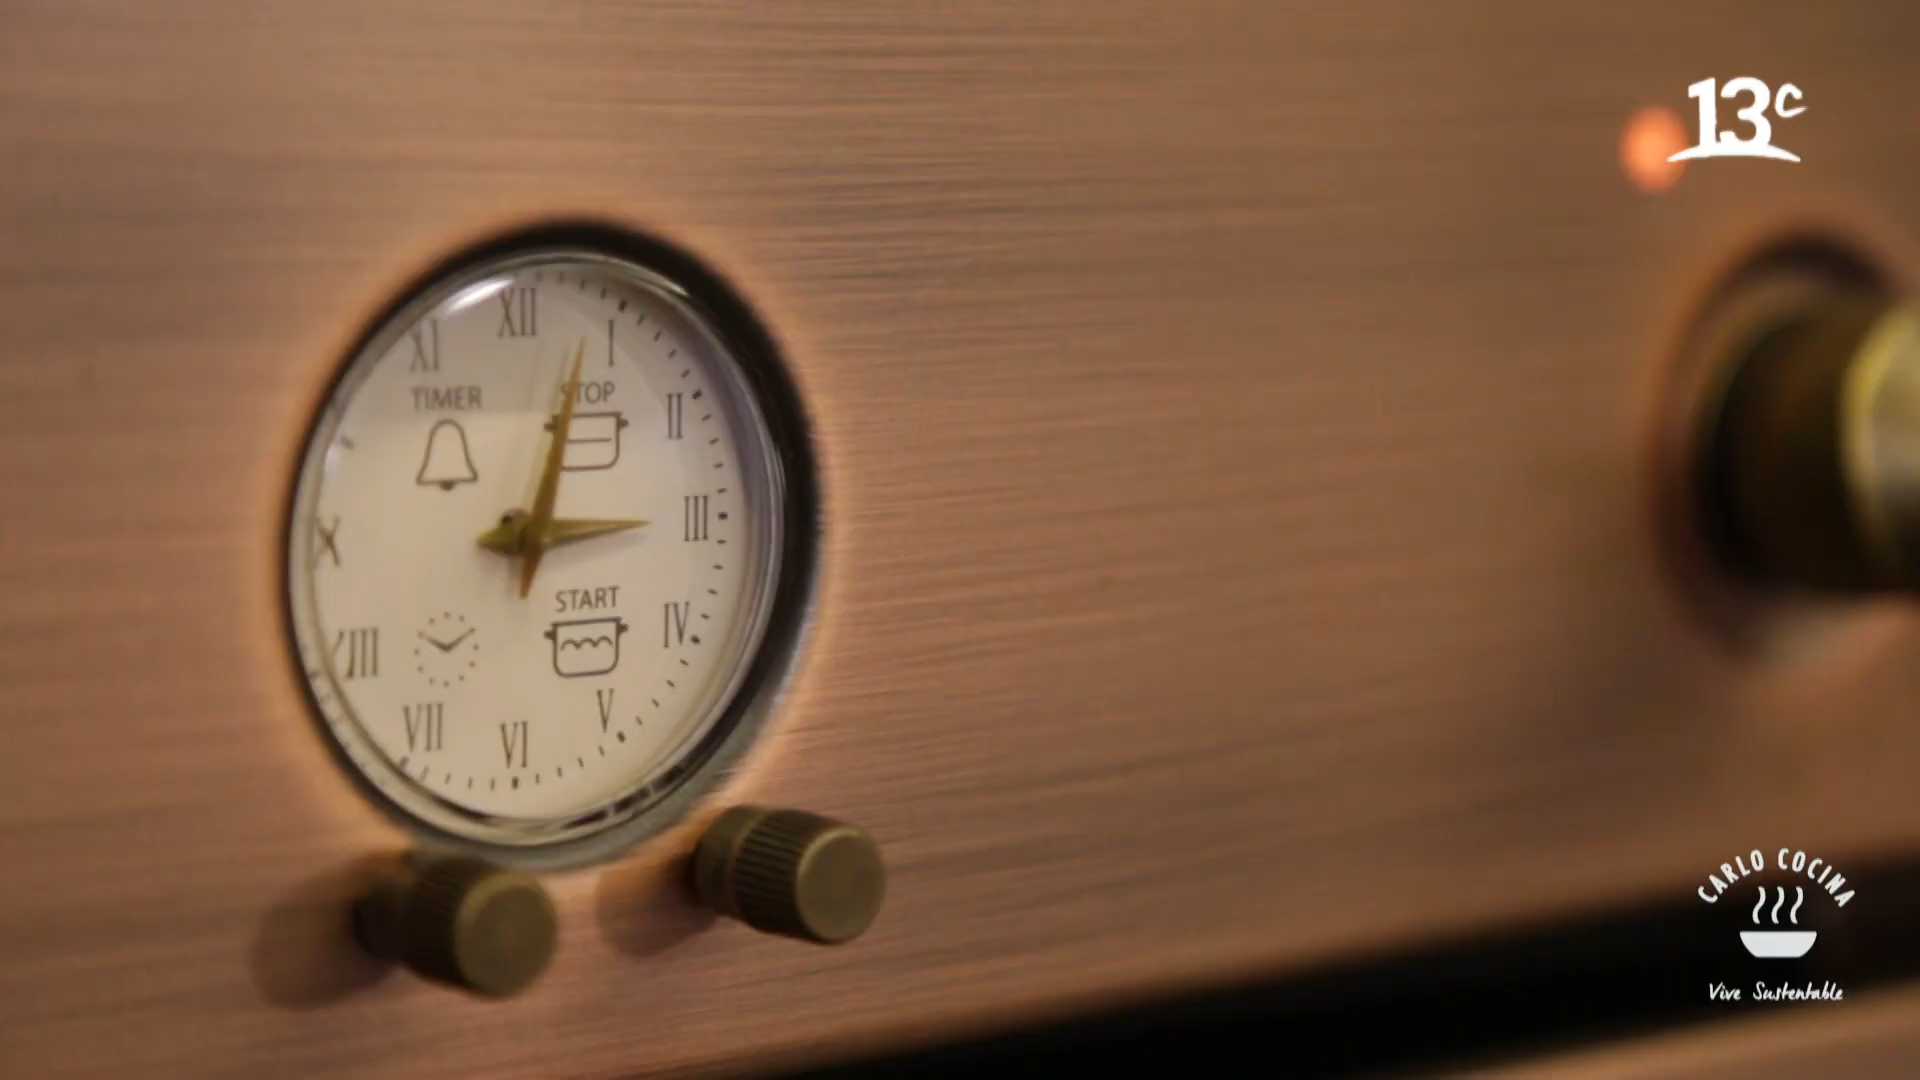 13c
XII
XI
I
TIMER
STOP
II
X
III
START
IV
VIII
VII
V
VI
CARLO COCINA
Vive Sustentable